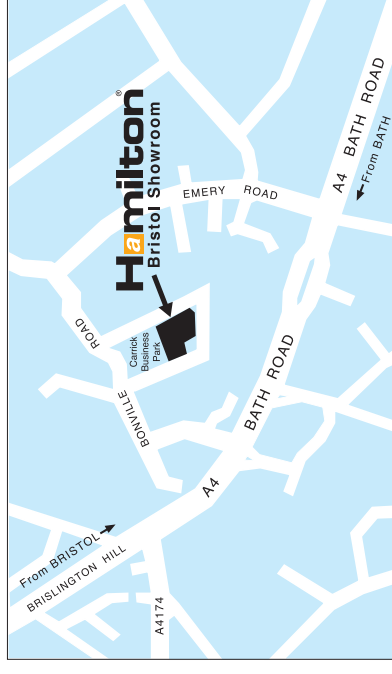 Hamilton®
Bristol Showroom
EMERY ROAD
A4 BATH ROAD
From BATH
Carrick
Business
Park
BONVILLE ROAD
BATH ROAD
A4
From BRISTOL
BRISLINGTON HILL
A4174